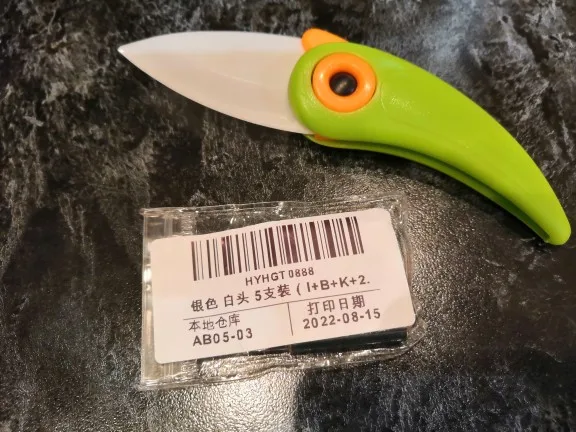 HYHGT0888
银色 白头 5支装 ( I+B+K+2.
本地仓库
AB05-03
打印日期
2022-08-15